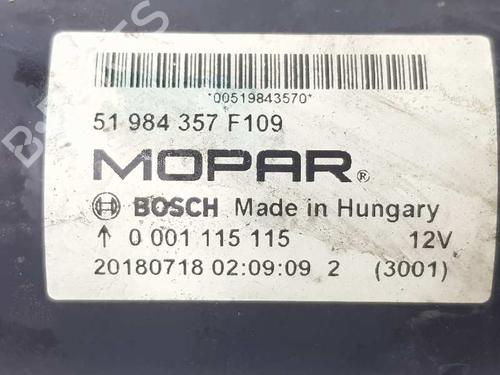 *00519843570*
51 984 357 F109
MOPAR®
BOSCH Made in Hungary
↑ 0 001 115 115 12V
20180718 02:09:09 2 (3001)